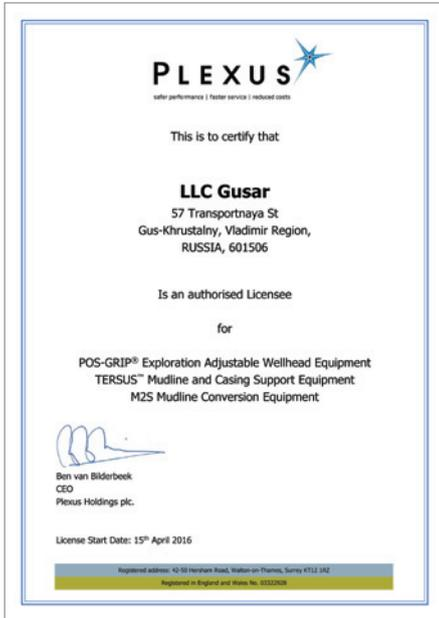 PLEXUS
safer performance | faster service | reduced costs
This is to certify that
LLC Gusar
57 Transportnaya St
Gus-Khrustalny, Vladimir Region,
RUSSIA, 601506
Is an authorised Licensee
for
POS-GRIP® Exploration Adjustable Wellhead Equipment
TERSUS™ Mudline and Casing Support Equipment
M2S Mudline Conversion Equipment
Ben van Bilderbeek
CEO
Plexus Holdings plc.
License Start Date: 15th April 2016
Registered address: 42-50 Hersham Road, Walton-on-Thames, Surrey KT12 1RZ
Registered in England and Wales No. 03322928